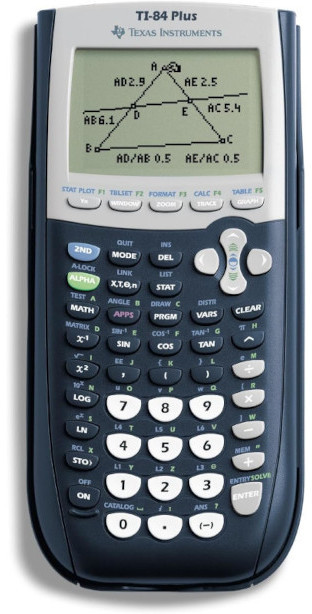 TI-84 Plus
TEXAS INSTRUMENTS
A
AD2.9 AE 2.5
D E AC 5.4
AB6.1
B C
AD/AB 0.5 AE/AC 0.5
STAT PLOT F1 TBLSET F2 FORMAT F3 CALC F4 TABLE F5
Y= WINDOW ZOOM TRACE GRAPH
QUIT INS
2ND MODE DEL
A-LOCK LINK LIST
ALPHA X,T,Θ,n STAT
TEST A ANGLE B DRAW C DISTR
MATH APPS PRGM VARS CLEAR
MATRIX D SIN⁻¹ E COS⁻¹ F TAN⁻¹ G π H
x⁻¹ SIN COS TAN ^
√ I EE J { K } L e M
x² , ( ) ÷
10ˣ N u O v P w Q [ R
LOG 7 8 9 ×
eˣ S L4 T L5 U L6 V ] W
LN 4 5 6 −
RCL X L1 Y L2 Z L3 θ MEM "
STO› 1 2 3 +
OFF CATALOG ⎵ i : ANS ? ENTRY SOLVE
ON 0 . (−) ENTER